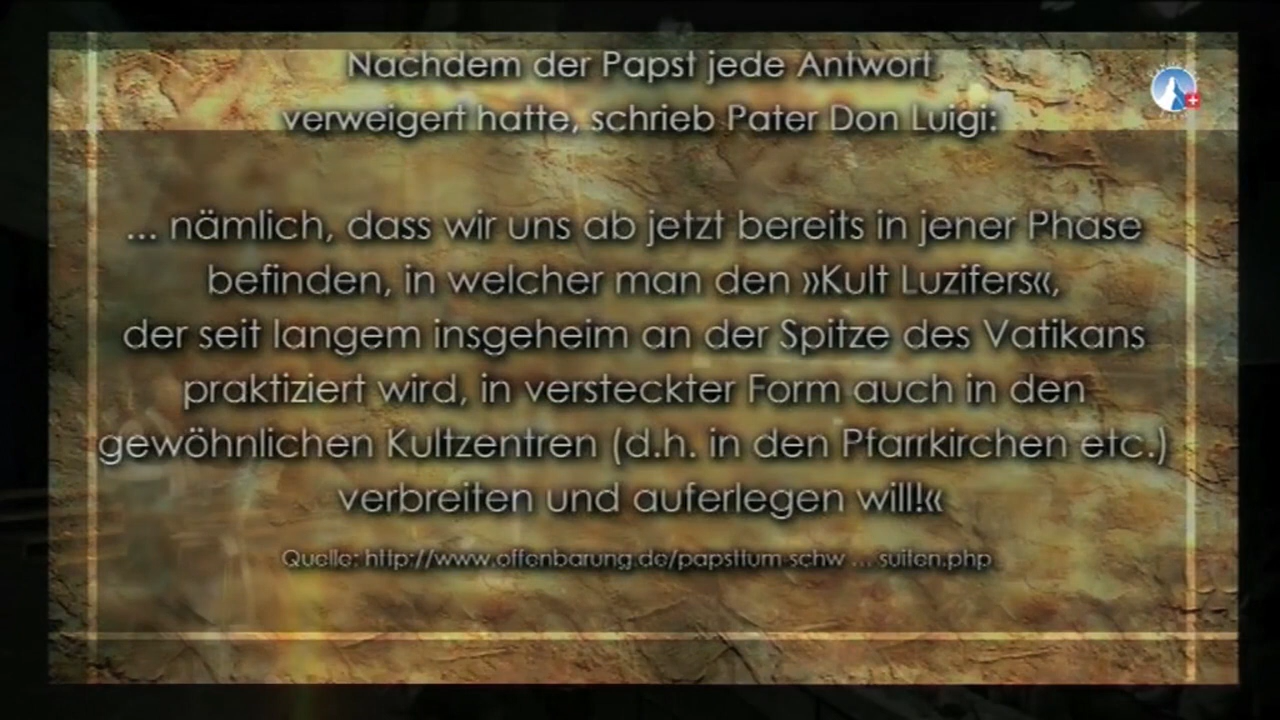 Nachdem der Papst jede Antwort
verweigert hatte, schrieb Pater Don Luigi:
... nämlich, dass wir uns ab jetzt bereits in jener Phase
befinden, in welcher man den »Kult Luzifers«,
der seit langem insgeheim an der Spitze des Vatikans
praktiziert wird, in versteckter Form auch in den
gewöhnlichen Kultzentren (d.h. in den Pfarrkirchen etc.)
verbreiten und auferlegen will!«
Quelle: http://www.offenbarung.de/papsttum-schw ... suiten.php